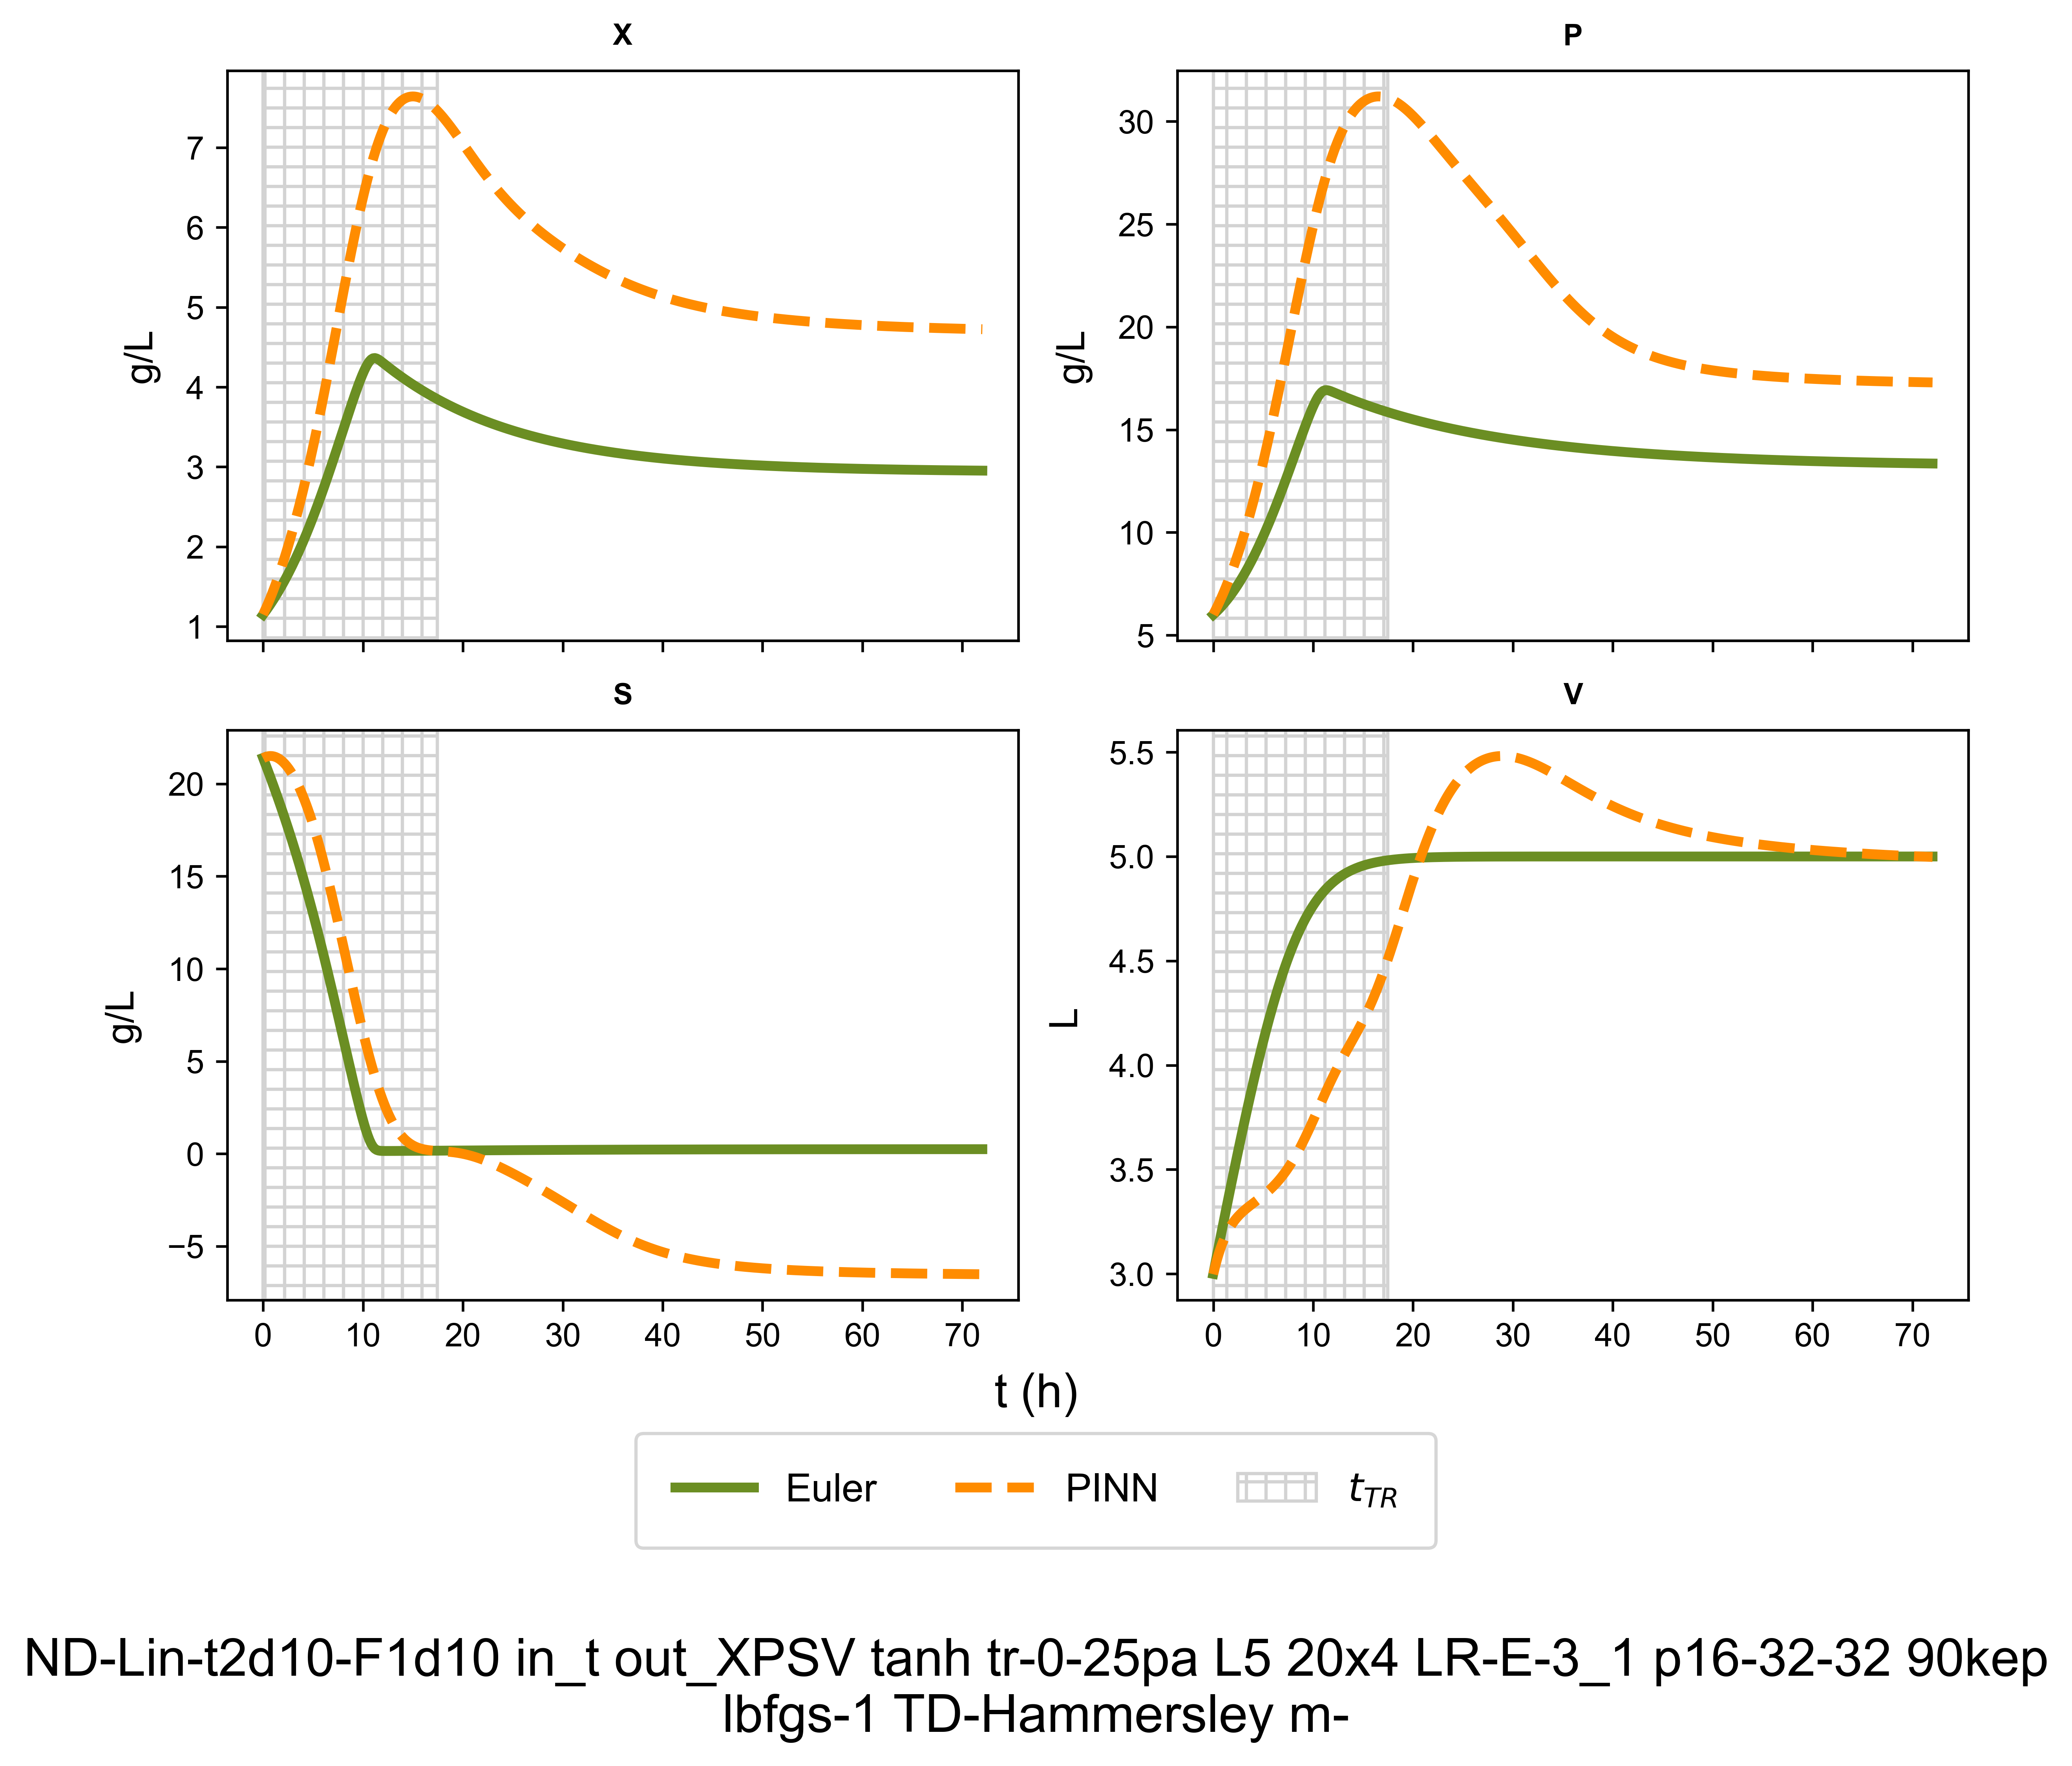 X
P
7
6
5
4
3
2
1
g/L
30
25
20
15
10
5
g/L
S
V
20
15
10
5
0
−5
g/L
5.5
5.0
4.5
4.0
3.5
3.0
L
0 10 20 30 40 50 60 70
0 10 20 30 40 50 60 70
t (h)
Euler PINN t_TR
ND-Lin-t2d10-F1d10 in_t out_XPSV tanh tr-0-25pa L5 20x4 LR-E-3_1 p16-32-32 90kep
lbfgs-1 TD-Hammersley m-